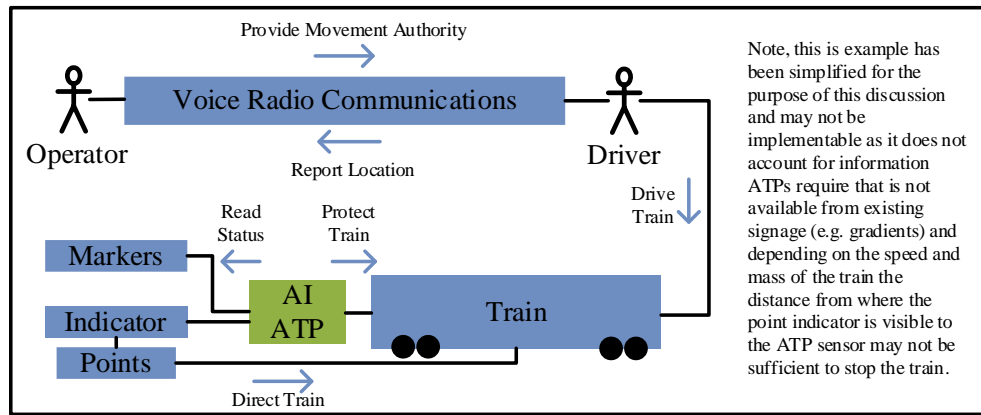 Provide Movement Authority
Voice Radio Communications
Operator
Driver
Report Location
Drive
Train
Read
Status
Protect
Train
Markers
AI
ATP
Train
Indicator
Points
Direct Train
Note, this is example has
been simplified for the
purpose of this discussion
and may not be
implementable as it does not
account for information
ATPs require that is not
available from existing
signage (e.g. gradients) and
depending on the speed and
mass of the train the
distance from where the
point indicator is visible to
the ATP sensor may not be
sufficient to stop the train.